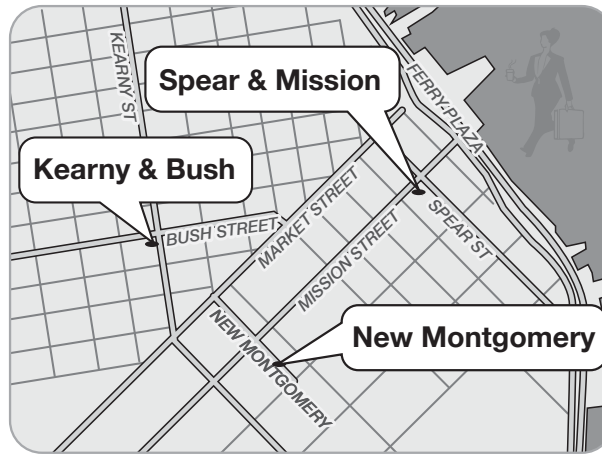 KEARNY ST
Spear & Mission
FERRY PLAZA
Kearny & Bush
BUSH STREET
MARKET STREET
MISSION STREET
SPEAR ST
NEW MONTGOMERY
New Montgomery